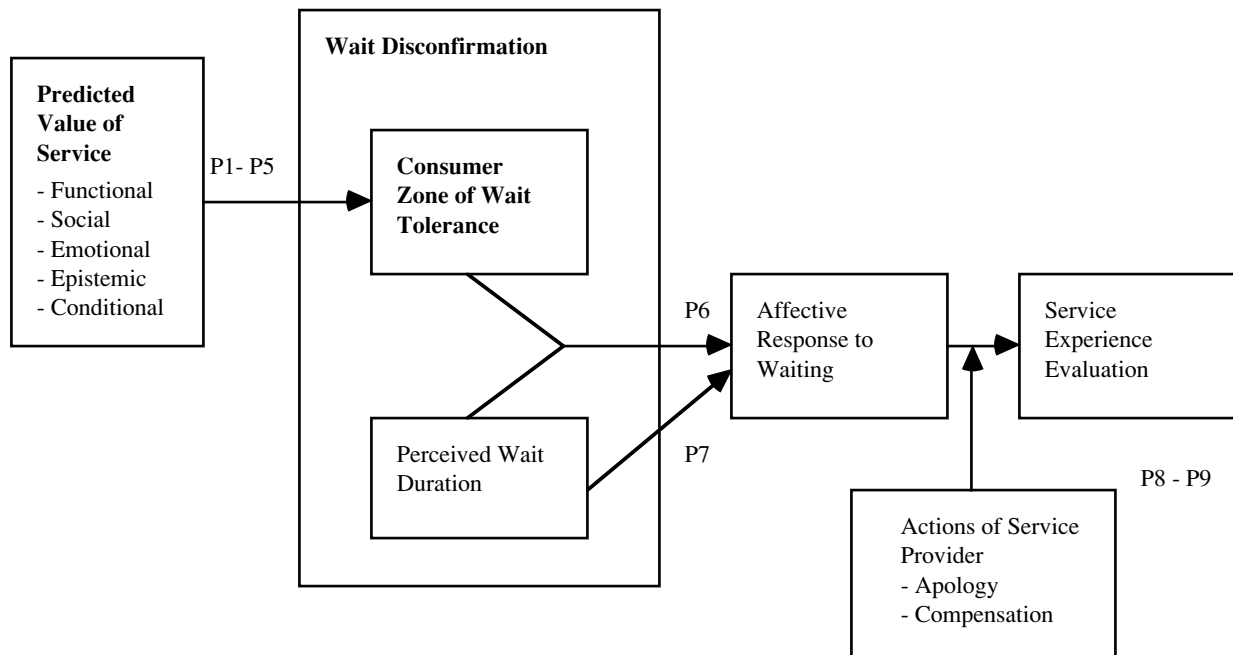 Wait Disconfirmation
Predicted
Value of
Service
- Functional
- Social
- Emotional
- Epistemic
- Conditional
P1- P5
Consumer
Zone of Wait
Tolerance
Perceived Wait
Duration
P6
P7
Affective
Response to
Waiting
Service
Experience
Evaluation
P8 - P9
Actions of Service
Provider
- Apology
- Compensation